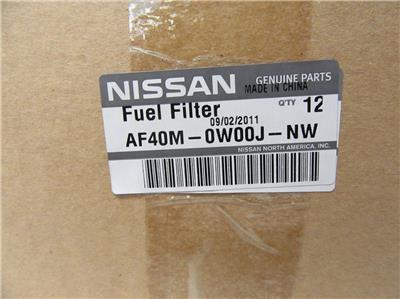 NISSAN GENUINE PARTS
MADE IN CHINA
Fuel Filter Q'TY 12
09/02/2011
AF40M-0W00J-NW
NISSAN NORTH AMERICA, INC.